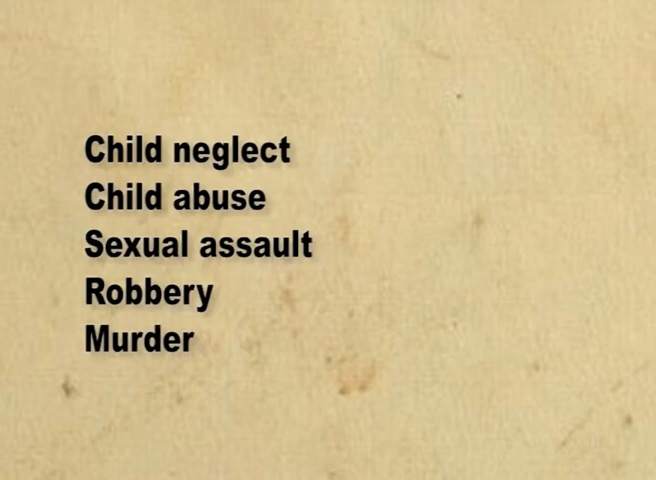 Child neglect
Child abuse
Sexual assault
Robbery
Murder